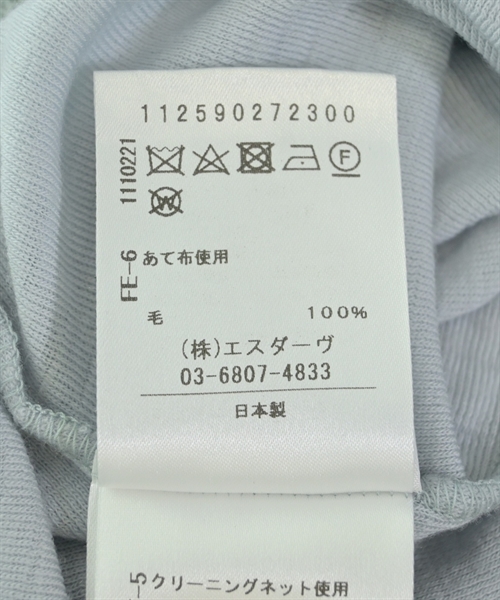 112590272300
1110221
F
W
FE-6
あて布使用
毛 100%
(株)エスダーヴ
03-6807-4833
日本製
-5
クリーニングネット使用